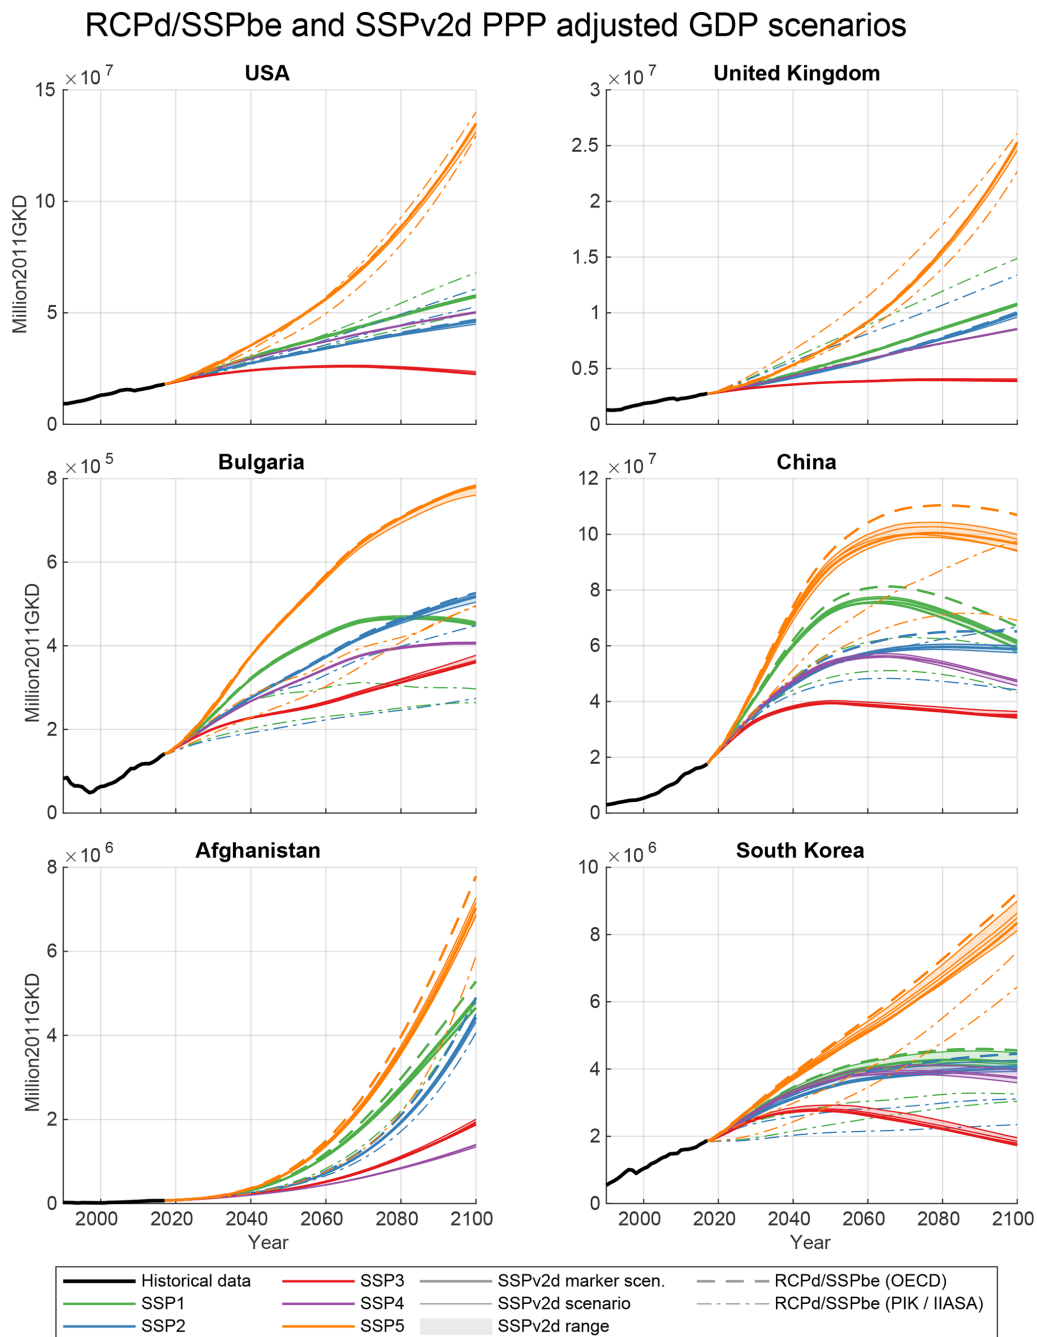 RCPd/SSPbe and SSPv2d PPP adjusted GDP scenarios
USA
×10 7
15
10
5
0
Million2011GKD
United Kingdom
×10 7
3
2.5
2
1.5
1
0.5
0
Bulgaria
×10 5
8
6
4
2
0
Million2011GKD
China
×10 7
12
10
8
6
4
2
0
Afghanistan
×10 6
8
6
4
2
0
Million2011GKD
2000 2020 2040 2060 2080 2100
Year
South Korea
×10 6
10
8
6
4
2
0
2000 2020 2040 2060 2080 2100
Year
Historical data SSP3 SSPv2d marker scen. RCPd/SSPbe (OECD)
SSP1 SSP4 SSPv2d scenario RCPd/SSPbe (PIK / IIASA)
SSP2 SSP5 SSPv2d range